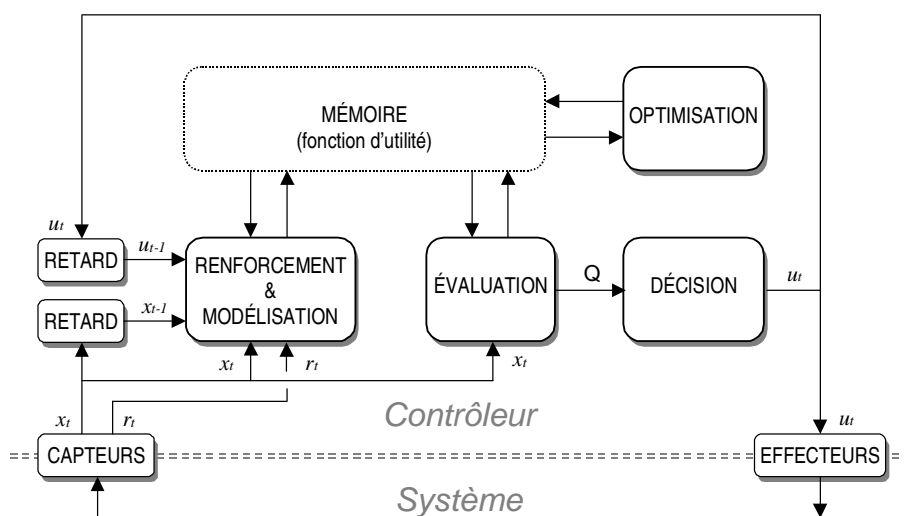 MÉMOIRE
(fonction d'utilité)
OPTIMISATION
ut
RETARD
ut-1
RENFORCEMENT
&
MODÉLISATION
ÉVALUATION
Q
DÉCISION
ut
RETARD
xt-1
xt
rt
xt
xt
rt
Contrôleur
ut
CAPTEURS
EFFECTEURS
Système